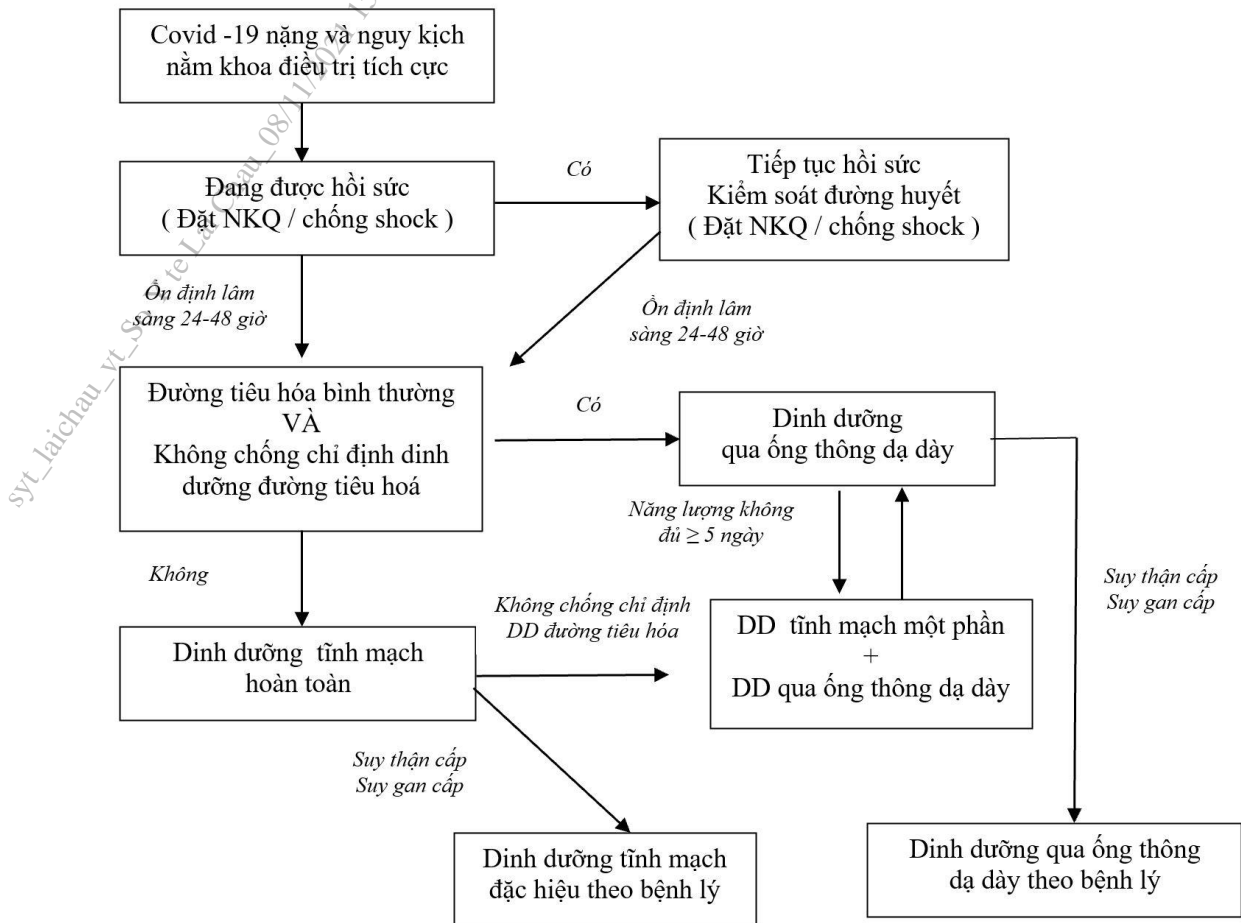 Covid -19 nặng và nguy kịch
nằm khoa điều trị tích cực
Đang được hồi sức
( Đặt NKQ / chống shock )
Có
Tiếp tục hồi sức
Kiểm soát đường huyết
( Đặt NKQ / chống shock )
Ổn định lâm
sàng 24-48 giờ
Ổn định lâm
sàng 24-48 giờ
Đường tiêu hóa bình thường
VÀ
Không chống chỉ định dinh
dưỡng đường tiêu hoá
Có
Dinh dưỡng
qua ống thông dạ dày
Năng lượng không
đủ ≥ 5 ngày
Không
Suy thận cấp
Suy gan cấp
Dinh dưỡng  tĩnh mạch
hoàn toàn
Không chống chỉ định
DD đường tiêu hóa
DD  tĩnh mạch một phần
+
DD qua ống thông dạ dày
Suy thận cấp
Suy gan cấp
Dinh dưỡng tĩnh mạch
đặc hiệu theo bệnh lý
Dinh dưỡng qua ống thông
dạ dày theo bệnh lý